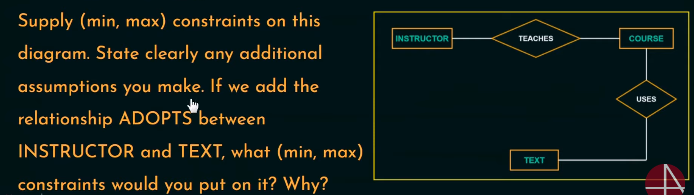 Supply (min, max) constraints on this
diagram. State clearly any additional
assumptions you make. If we add the
relationship ADOPTS between
INSTRUCTOR and TEXT, what (min, max)
constraints would you put on it? Why?
INSTRUCTOR TEACHES COURSE
USES
TEXT